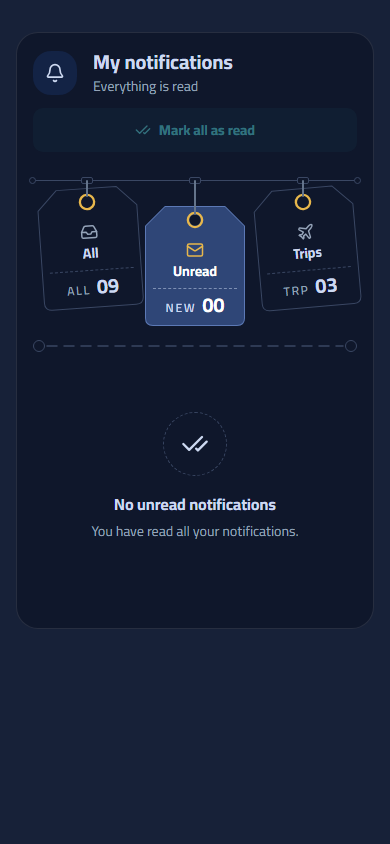 My notifications
Everything is read
Mark all as read
All
ALL 09
Unread
NEW 00
Trips
TRP 03
No unread notifications
You have read all your notifications.